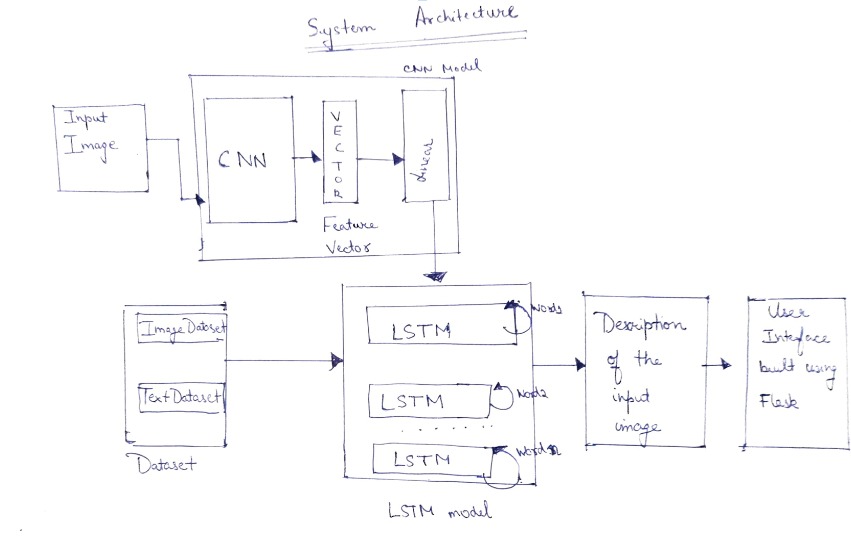 System Architecture
CNN Model
Input
Image
CNN
VECTOR
Linear
Feature
Vector
Image Dataset
Text Dataset
Dataset
LSTM
Word1
LSTM
Word2
. . . . . . .
LSTM
Word n
LSTM model
Description
of the
input
image
User
Interface
built using
Flask